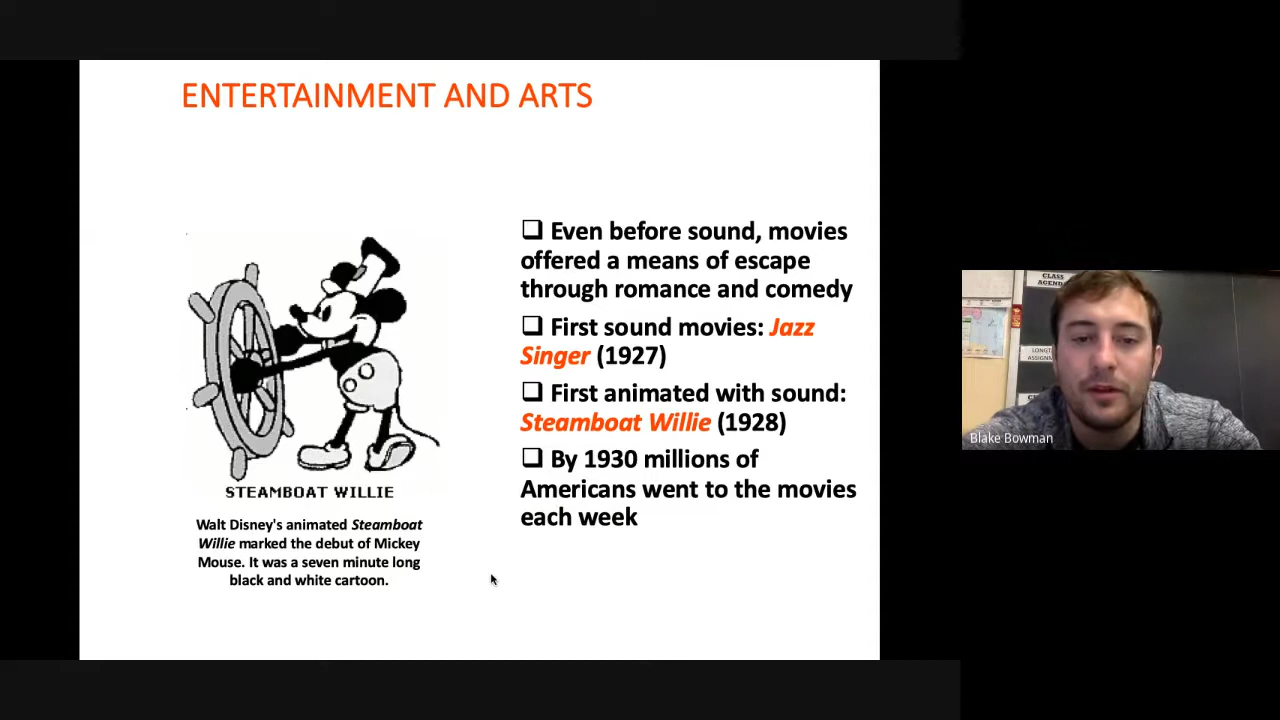 ENTERTAINMENT AND ARTS
❑ Even before sound, movies
offered a means of escape
through romance and comedy
❑ First sound movies: Jazz
Singer (1927)
❑ First animated with sound:
Steamboat Willie (1928)
❑ By 1930 millions of
Americans went to the movies
each week
STEAMBOAT WILLIE
Walt Disney's animated Steamboat
Willie marked the debut of Mickey
Mouse. It was a seven minute long
black and white cartoon.
CLASS
AGENDA
Blake Bowman